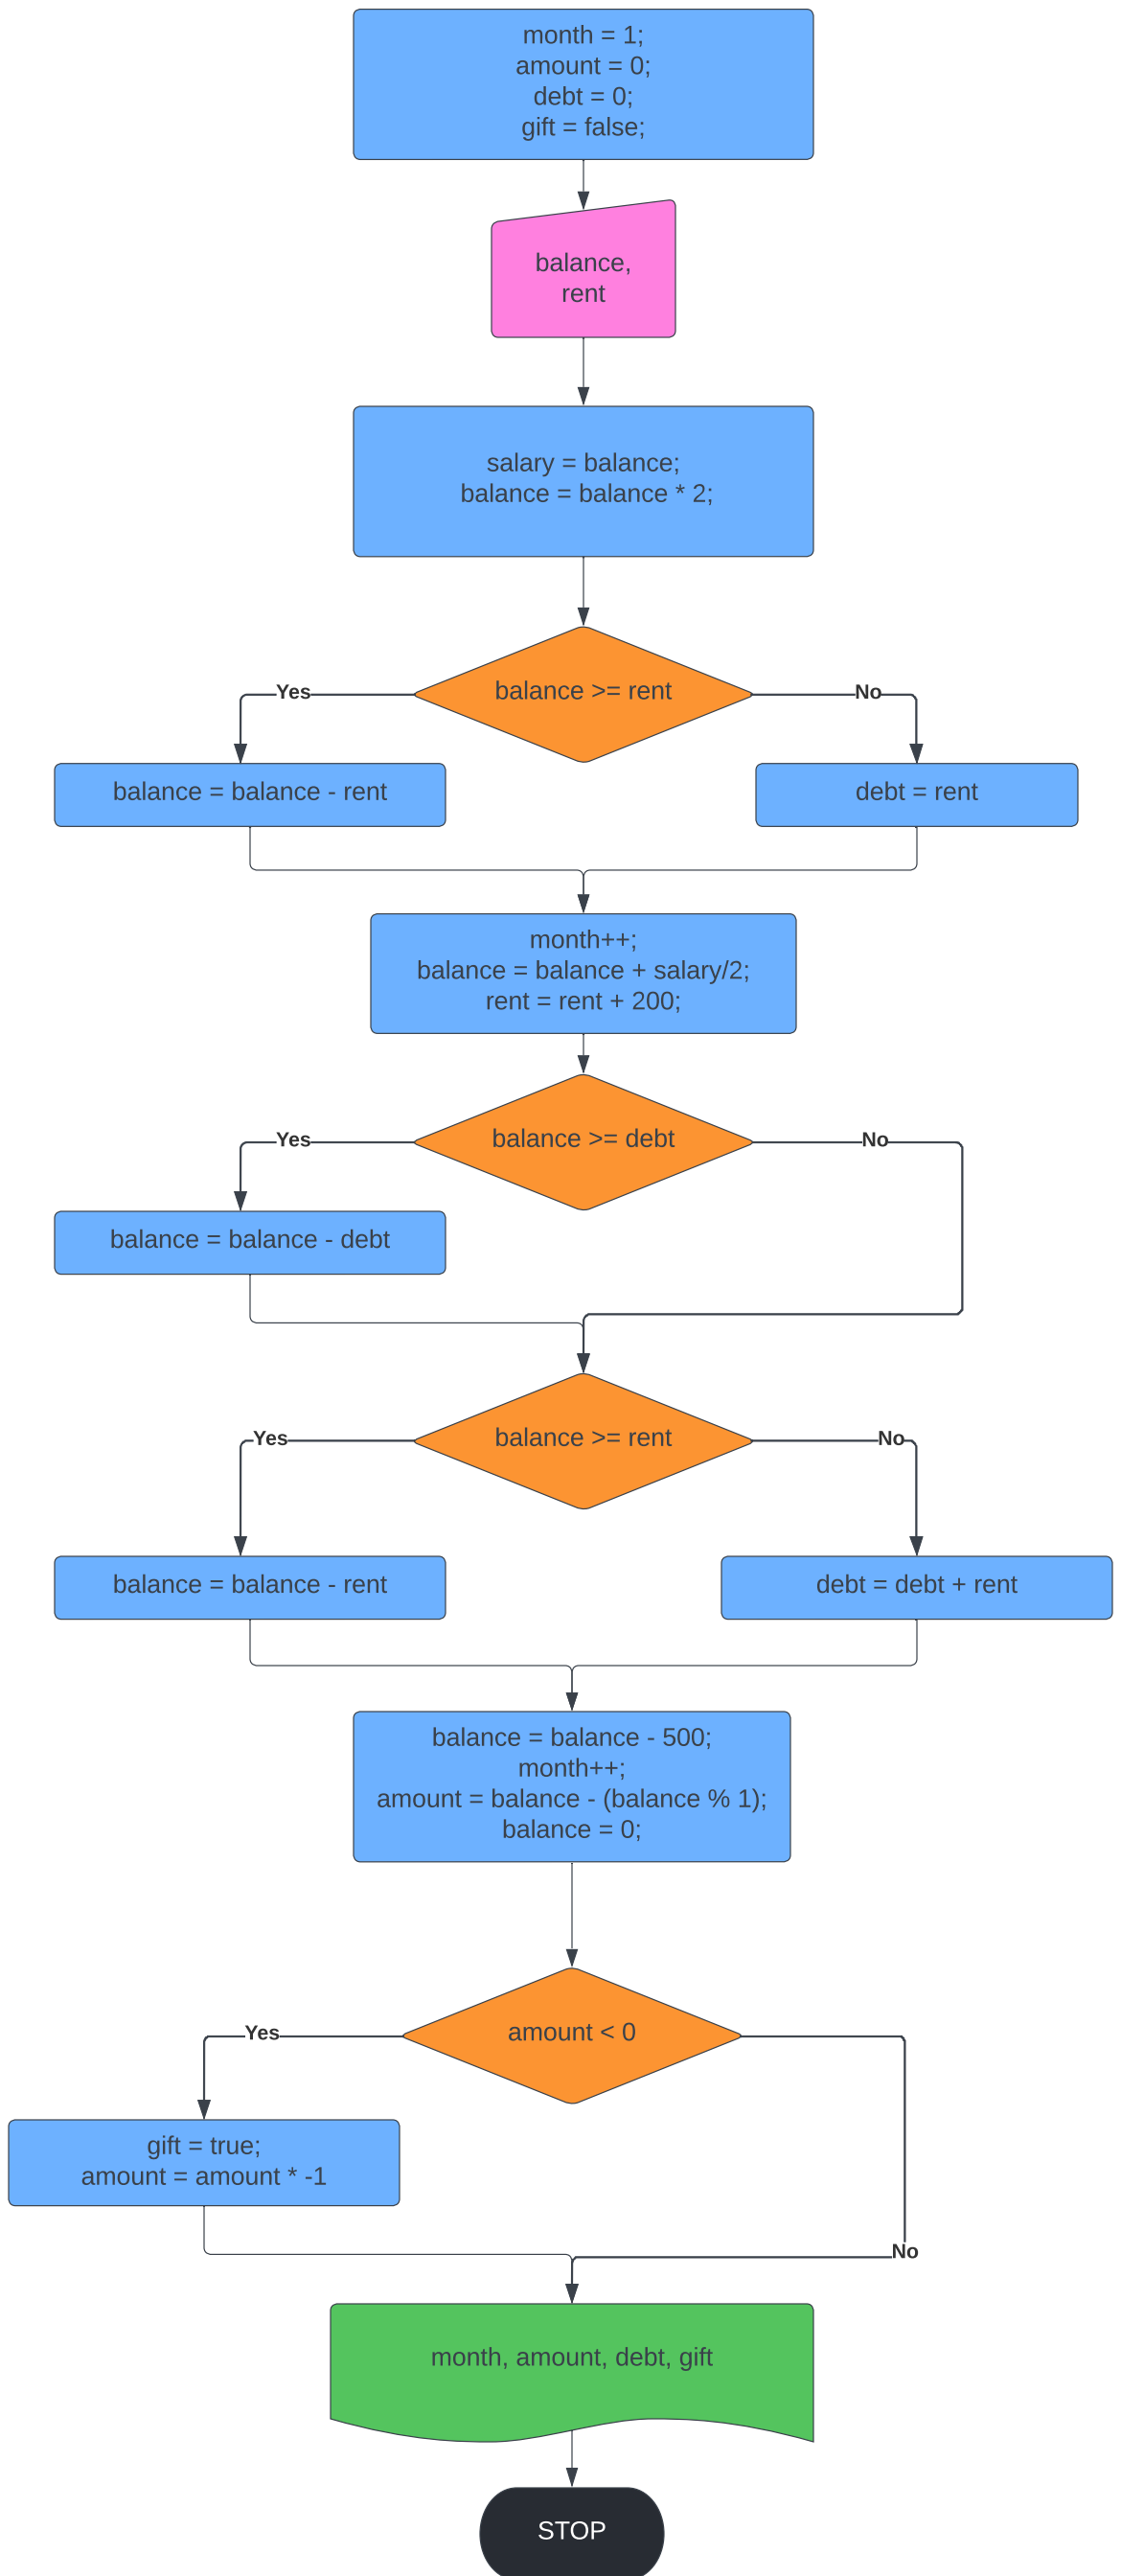 month = 1;
amount = 0;
debt = 0;
gift = false;
balance,
rent
salary = balance;
balance = balance * 2;
balance >= rent
Yes
No
balance = balance - rent
debt = rent
month++;
balance = balance + salary/2;
rent = rent + 200;
balance >= debt
Yes
No
balance = balance - debt
balance >= rent
Yes
No
balance = balance - rent
debt = debt + rent
balance = balance - 500;
month++;
amount = balance - (balance % 1);
balance = 0;
amount < 0
Yes
gift = true;
amount = amount * -1
No
month, amount, debt, gift
STOP